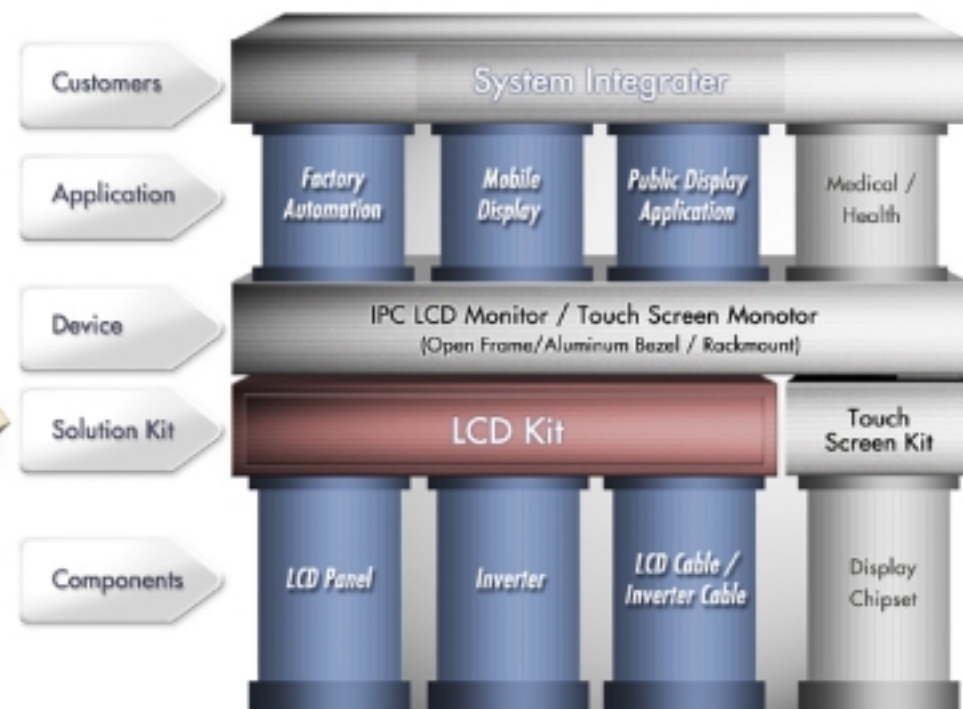 Customers
System Integrater
Application
Factory
Automation
Mobile
Display
Public Display
Application
Medical /
Health
Device
IPC LCD Monitor / Touch Screen Monotor
(Open Frame/Aluminum Bezel / Rackmount)
Solution Kit
LCD Kit
Touch
Screen Kit
Components
LCD Panel
Inverter
LCD Cable /
Inverter Cable
Display
Chipset